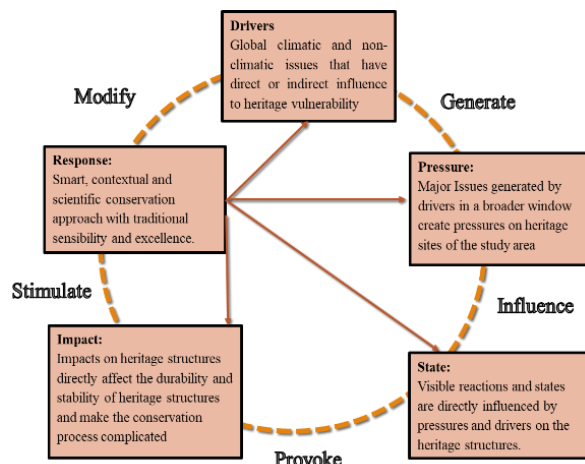 Drivers
Global climatic and non-
climatic issues that have
direct or indirect influence
to heritage vulnerability
Modify
Generate
Response:
Smart, contextual and
scientific conservation
approach with traditional
sensibility and excellence.
Pressure:
Major Issues generated by
drivers in a broader window
create pressures on heritage
sites of the study area
Stimulate
Influence
Impact:
Impacts on heritage structures
directly affect the durability and
stability of heritage structures
and make the conservation
process complicated
State:
Visible reactions and states
are directly influenced by
pressures and drivers on the
heritage structures.
Provoke